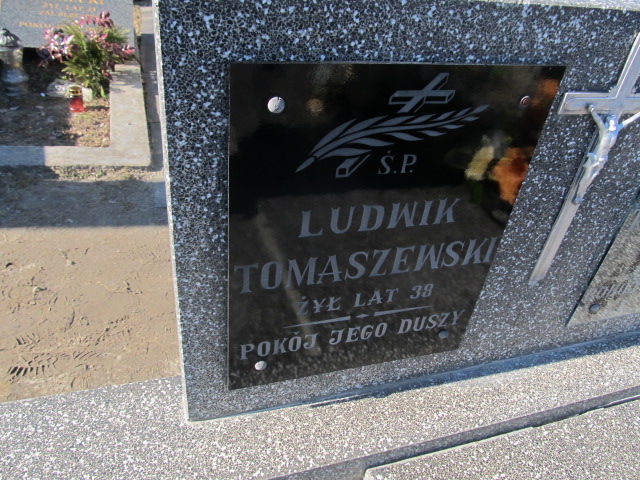 Ś.P.
LUDWIK
TOMASZEWSKI
ŻYŁ LAT 38
POKÓJ JEGO DUSZY